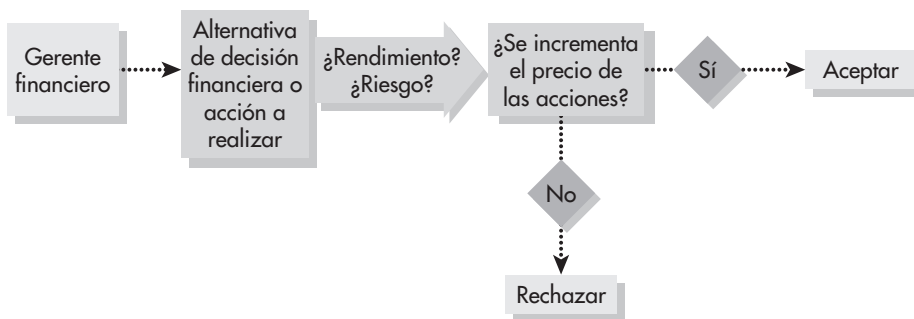 Gerente
financiero
Alternativa
de decisión
financiera o
acción a
realizar
¿Rendimiento?
¿Riesgo?
¿Se incrementa
el precio de
las acciones?
Sí
Aceptar
No
Rechazar